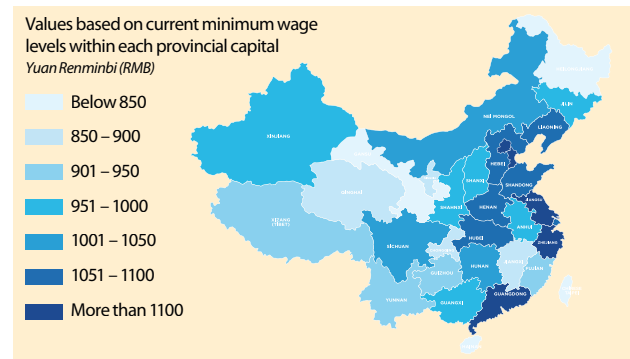 Values based on current minimum wage
levels within each provincial capital
Yuan Renminbi (RMB)
Below 850
850 – 900
901 – 950
951 – 1000
1001 – 1050
1051 – 1100
More than 1100
JILIN
NEI MONGOL
LIAONING
XINJIANG
HEBEI
SHANXI
SHANDONG
QINGHAI
SHAANXI
HENAN
JIANGSU
XIZANG
(TIBET)
ANHUI
SICHUAN
HUBEI
ZHEJIANG
HUNAN
JIANGXI
GUIZHOU
FUJIAN
YUNNAN
GUANGXI
GUANGDONG